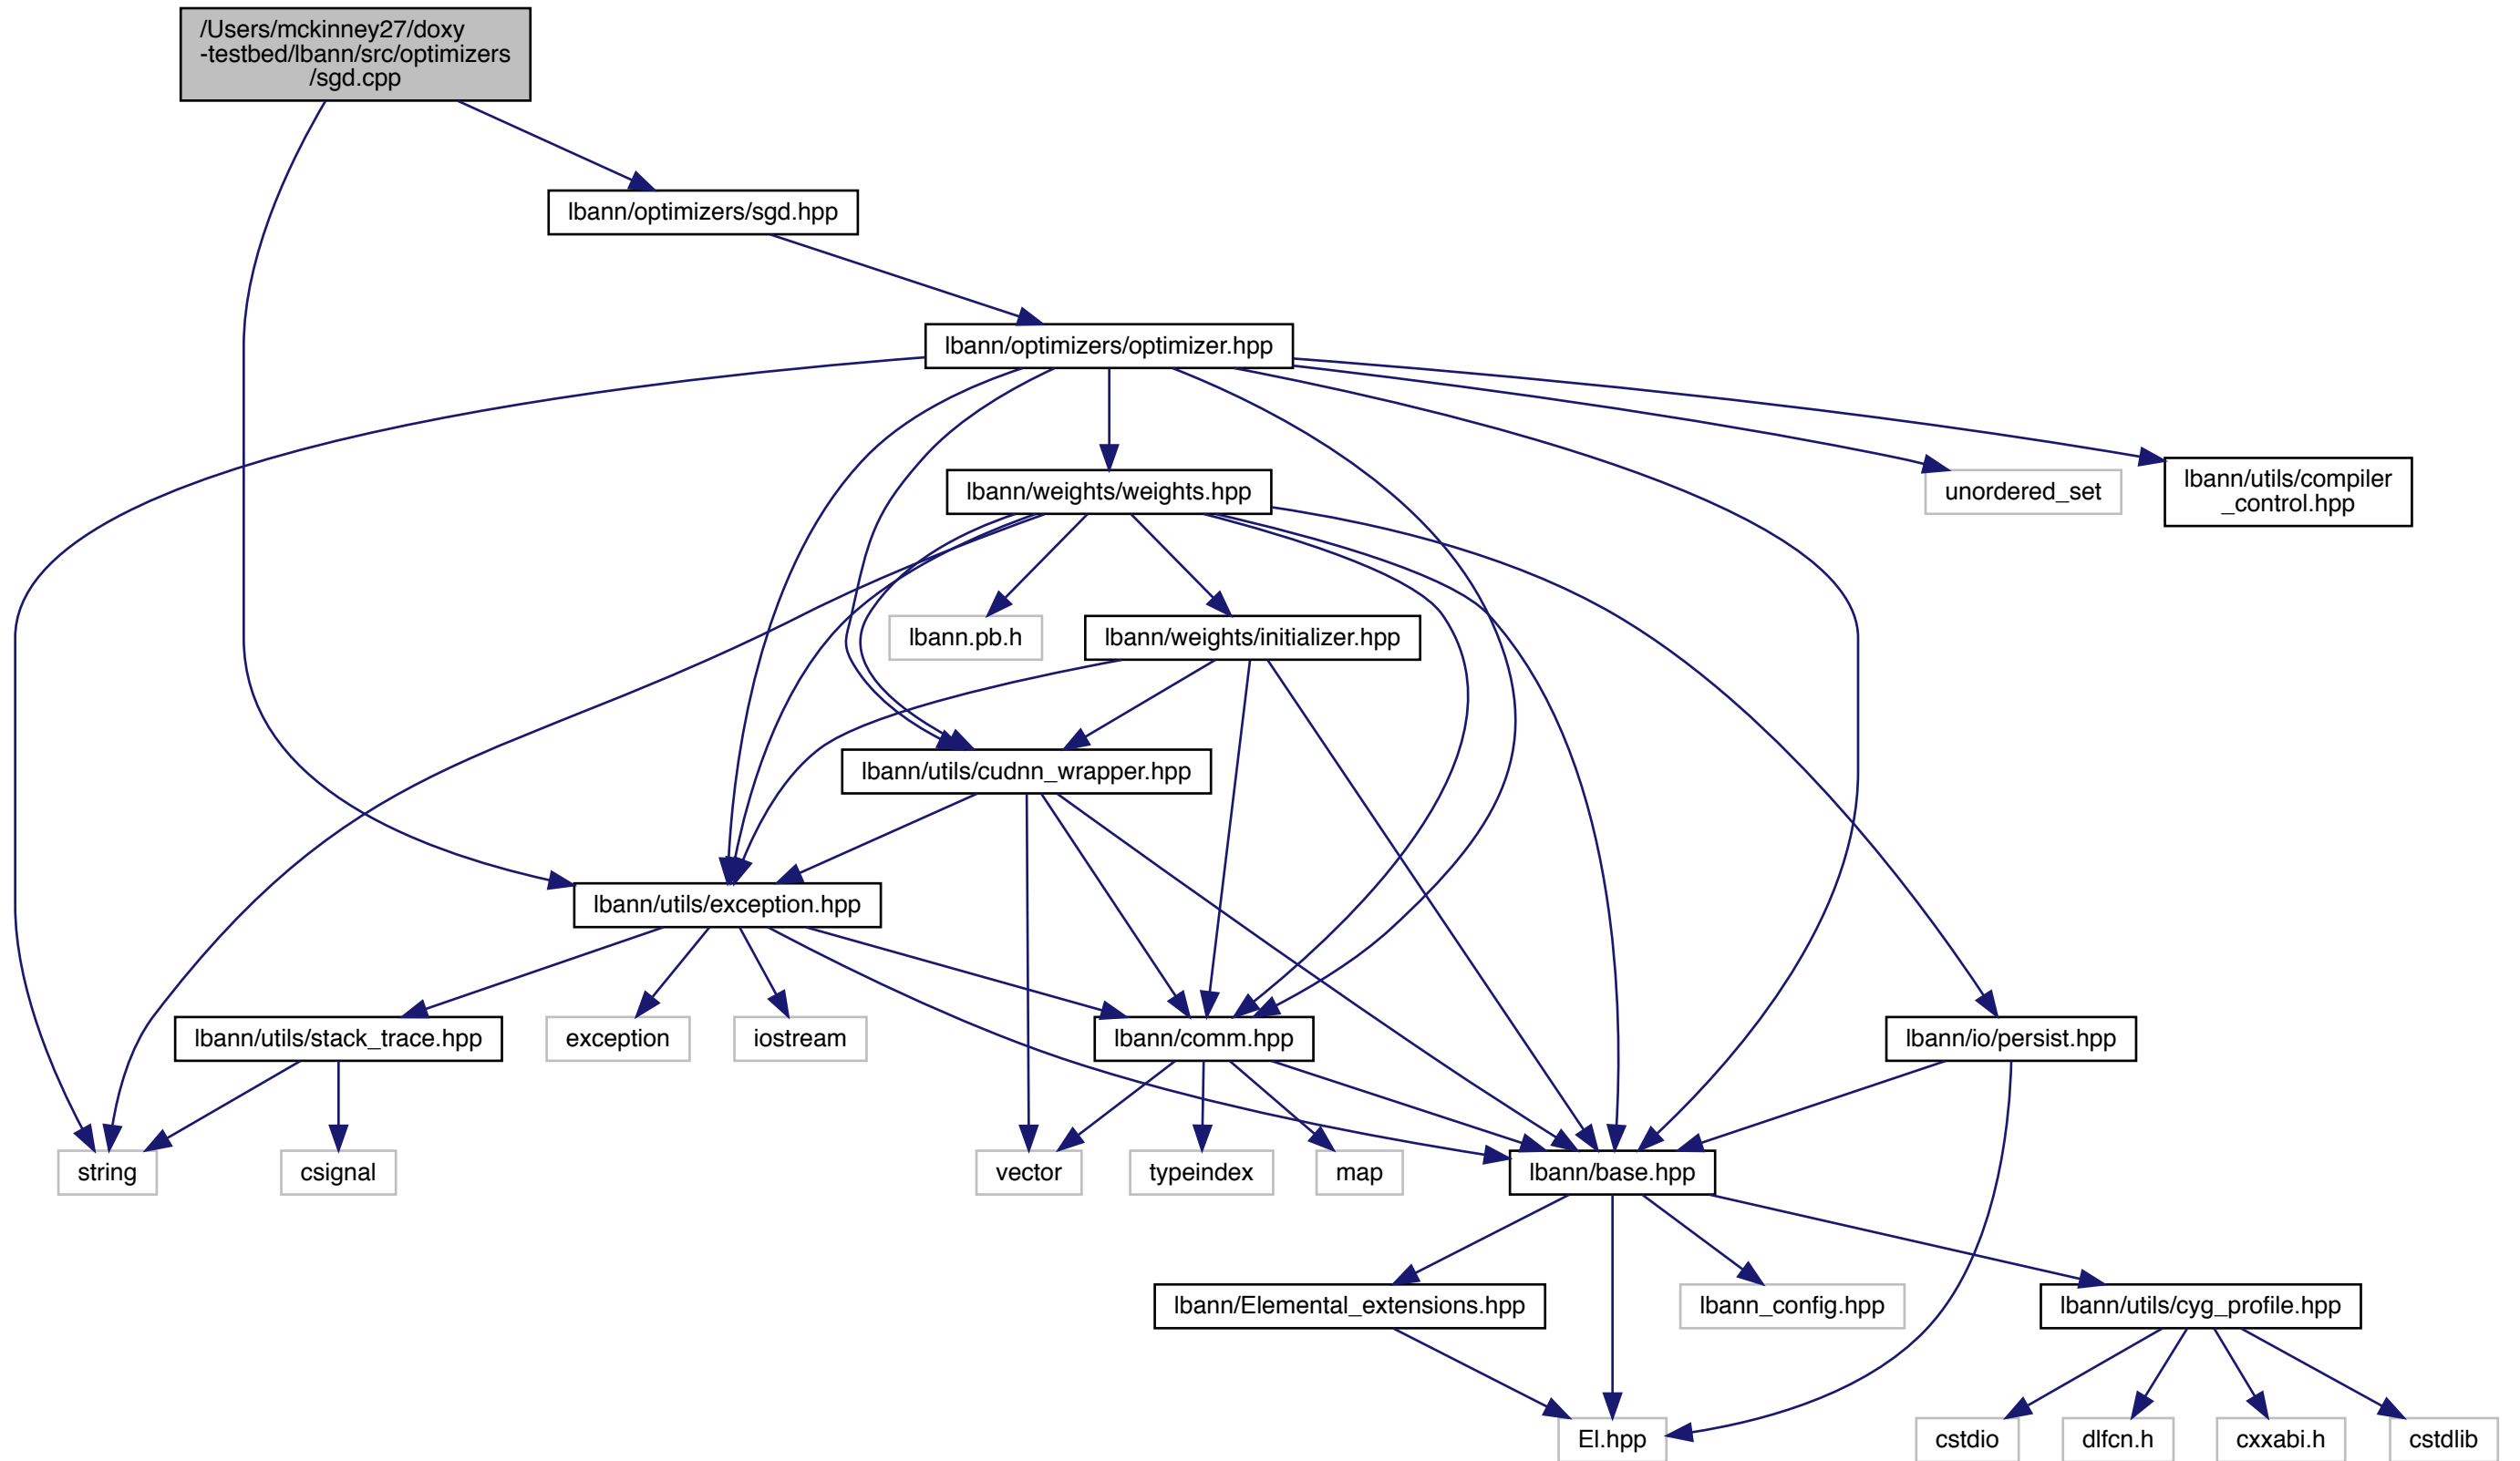 /Users/mckinney27/doxy
-testbed/lbann/src/optimizers
/sgd.cpp
lbann/optimizers/sgd.hpp
lbann/optimizers/optimizer.hpp
lbann/weights/weights.hpp
unordered_set
lbann/utils/compiler
_control.hpp
lbann.pb.h
lbann/weights/initializer.hpp
lbann/utils/cudnn_wrapper.hpp
lbann/utils/exception.hpp
lbann/utils/stack_trace.hpp
exception
iostream
lbann/comm.hpp
lbann/io/persist.hpp
string
csignal
vector
typeindex
map
lbann/base.hpp
lbann/Elemental_extensions.hpp
lbann_config.hpp
lbann/utils/cyg_profile.hpp
El.hpp
cstdio
dlfcn.h
cxxabi.h
cstdlib